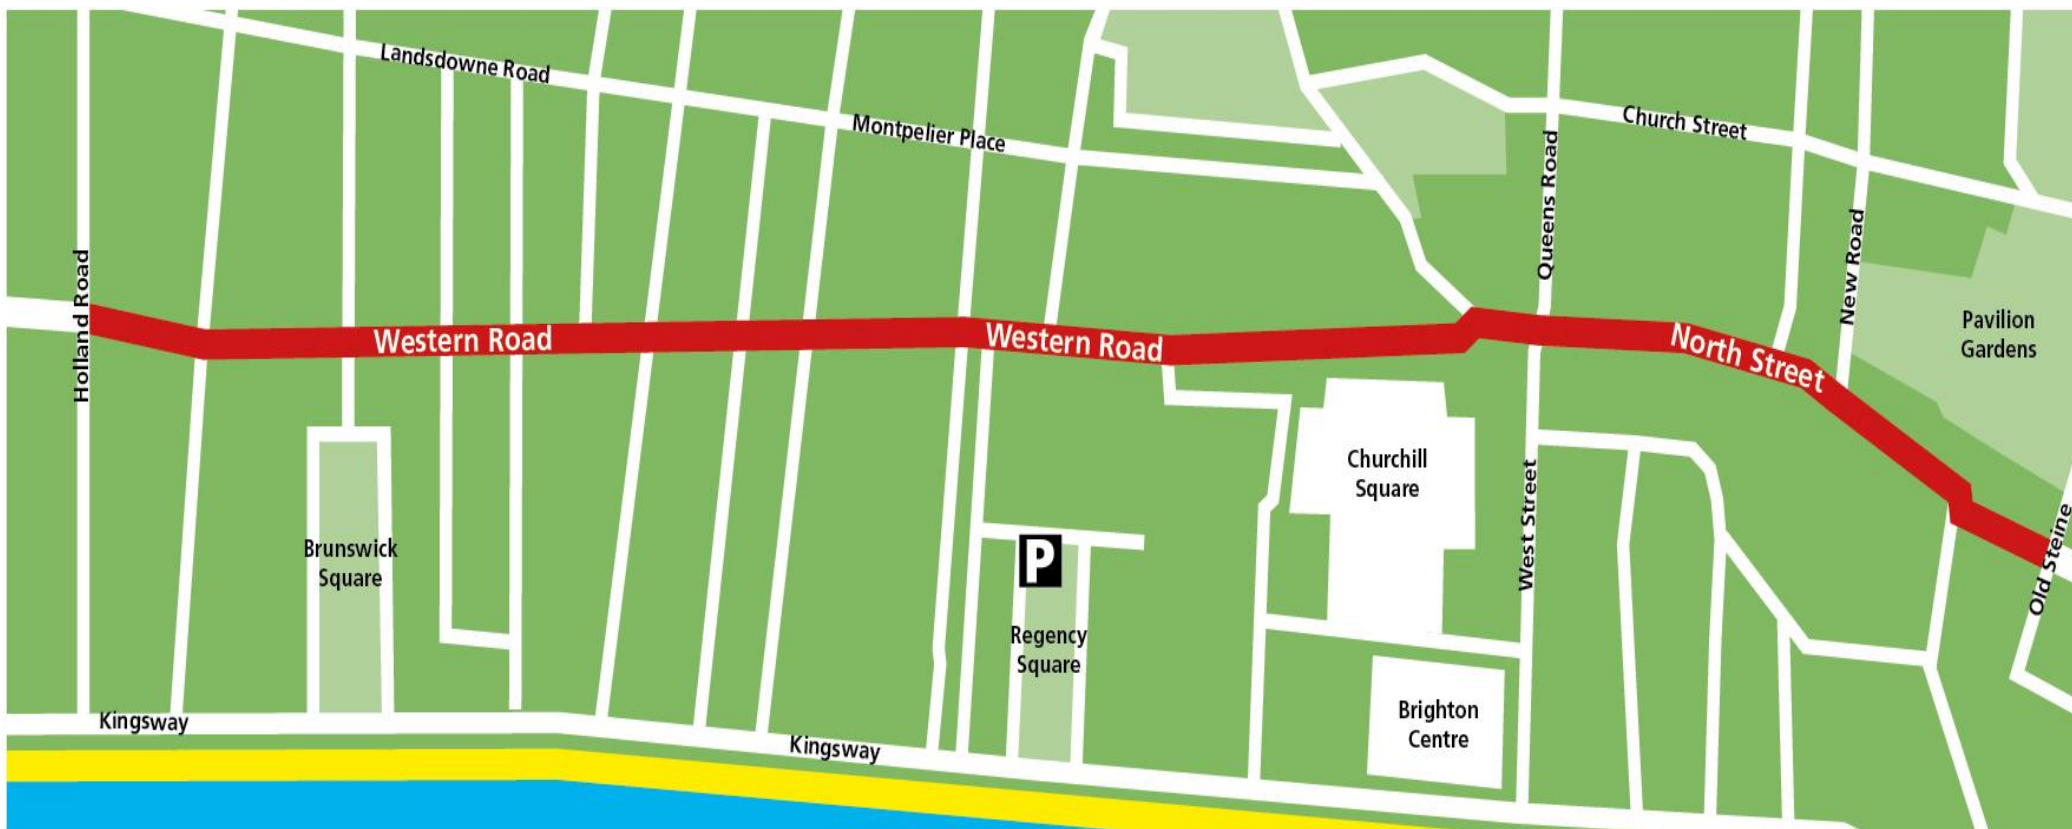 Landsdowne Road
Montpelier Place
Church Street
Queens Road
New Road
Holland Road
Western Road
Western Road
North Street
Pavilion
Gardens
Churchill
Square
West Street
Brunswick
Square
P
Regency
Square
Old Steine
Brighton
Centre
Kingsway
Kingsway